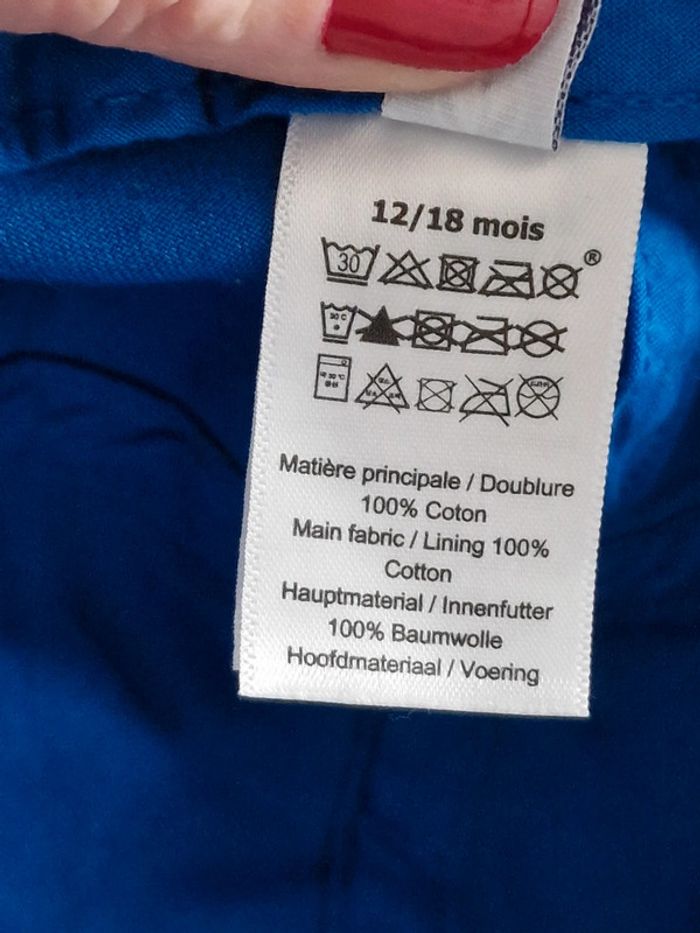 12/18 mois
30
®
30 C
Matière principale / Doublure
100% Coton
Main fabric / Lining 100%
Cotton
Hauptmaterial / Innenfutter
100% Baumwolle
Hoofdmateriaal / Voering